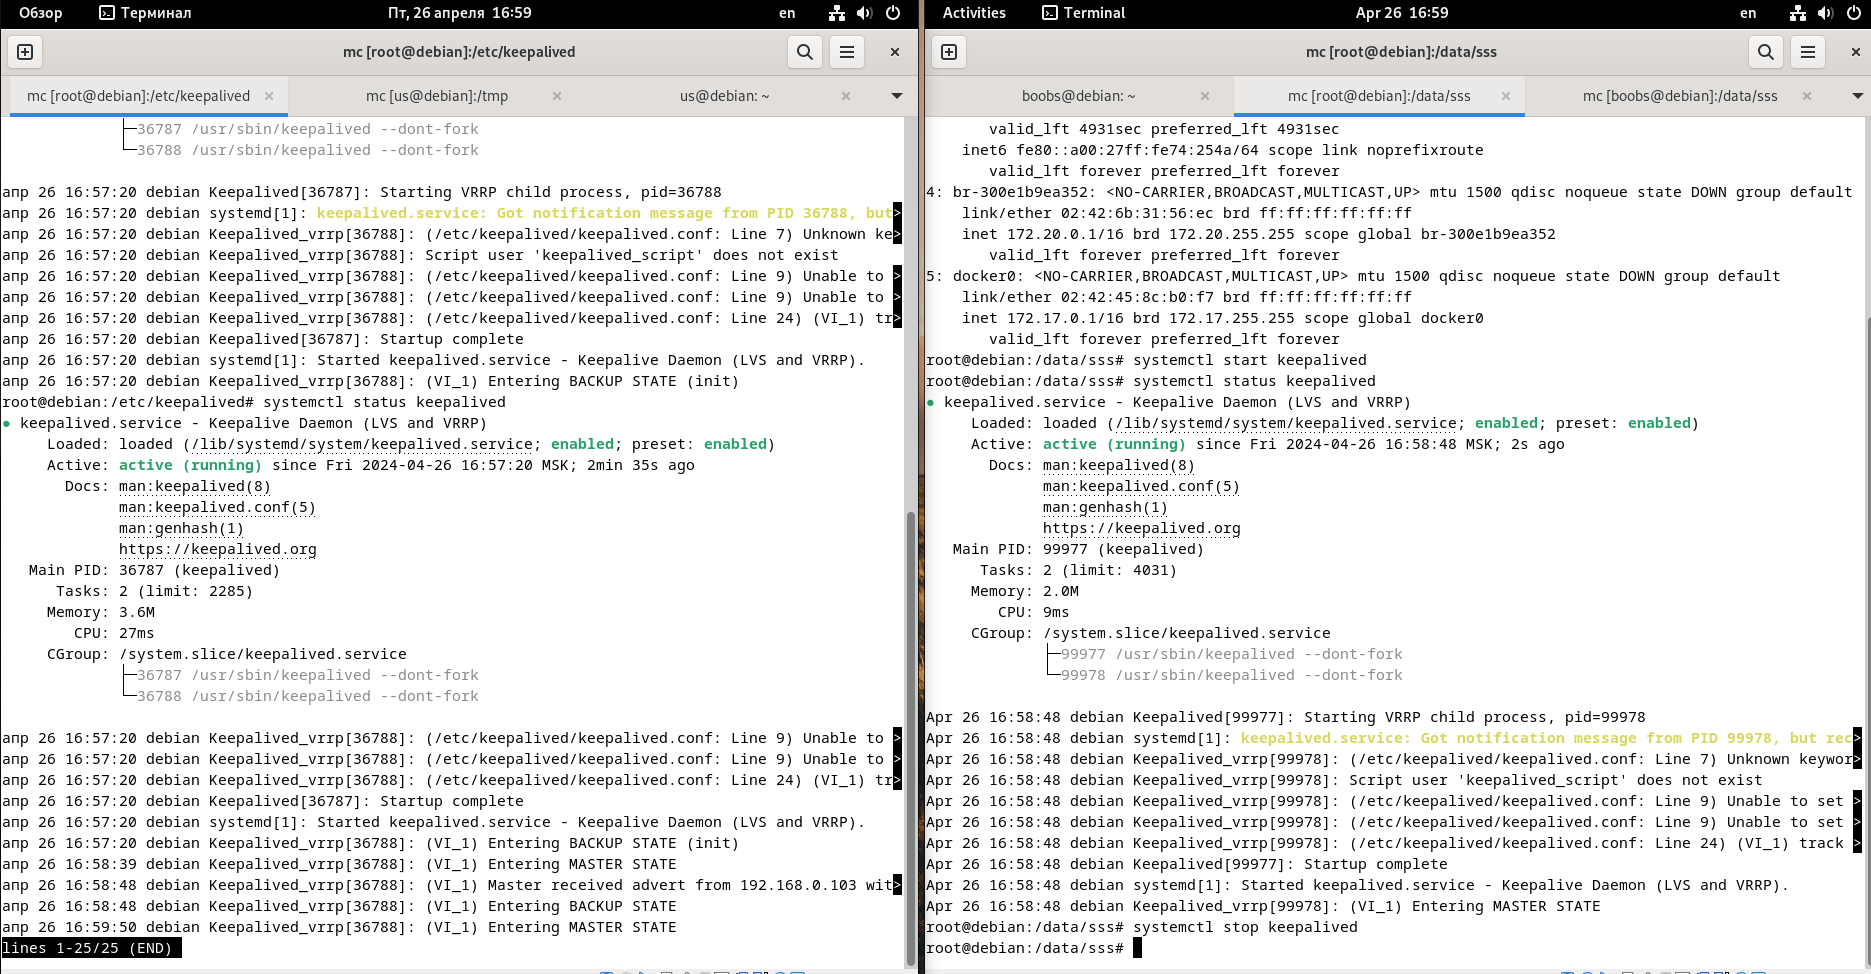 Обзор Терминал Пт, 26 апреля 16:59 en
mc [root@debian]:/etc/keepalived
mc [root@debian]:/etc/keepalived × mc [us@debian]:/tmp × us@debian: ~ ×
├─36787 /usr/sbin/keepalived --dont-fork
└─36788 /usr/sbin/keepalived --dont-fork
апр 26 16:57:20 debian Keepalived[36787]: Starting VRRP child process, pid=36788
апр 26 16:57:20 debian systemd[1]: keepalived.service: Got notification message from PID 36788, but>
апр 26 16:57:20 debian Keepalived_vrrp[36788]: (/etc/keepalived/keepalived.conf: Line 7) Unknown ke>
апр 26 16:57:20 debian Keepalived_vrrp[36788]: Script user 'keepalived_script' does not exist
апр 26 16:57:20 debian Keepalived_vrrp[36788]: (/etc/keepalived/keepalived.conf: Line 9) Unable to >
апр 26 16:57:20 debian Keepalived_vrrp[36788]: (/etc/keepalived/keepalived.conf: Line 9) Unable to >
апр 26 16:57:20 debian Keepalived_vrrp[36788]: (/etc/keepalived/keepalived.conf: Line 24) (VI_1) tr>
апр 26 16:57:20 debian Keepalived[36787]: Startup complete
апр 26 16:57:20 debian systemd[1]: Started keepalived.service - Keepalive Daemon (LVS and VRRP).
апр 26 16:57:20 debian Keepalived_vrrp[36788]: (VI_1) Entering BACKUP STATE (init)
root@debian:/etc/keepalived# systemctl status keepalived
● keepalived.service - Keepalive Daemon (LVS and VRRP)
Loaded: loaded (/lib/systemd/system/keepalived.service; enabled; preset: enabled)
Active: active (running) since Fri 2024-04-26 16:57:20 MSK; 2min 35s ago
Docs: man:keepalived(8)
man:keepalived.conf(5)
man:genhash(1)
https://keepalived.org
Main PID: 36787 (keepalived)
Tasks: 2 (limit: 2285)
Memory: 3.6M
CPU: 27ms
CGroup: /system.slice/keepalived.service
├─36787 /usr/sbin/keepalived --dont-fork
└─36788 /usr/sbin/keepalived --dont-fork
апр 26 16:57:20 debian Keepalived_vrrp[36788]: (/etc/keepalived/keepalived.conf: Line 9) Unable to >
апр 26 16:57:20 debian Keepalived_vrrp[36788]: (/etc/keepalived/keepalived.conf: Line 9) Unable to >
апр 26 16:57:20 debian Keepalived_vrrp[36788]: (/etc/keepalived/keepalived.conf: Line 24) (VI_1) tr>
апр 26 16:57:20 debian Keepalived[36787]: Startup complete
апр 26 16:57:20 debian systemd[1]: Started keepalived.service - Keepalive Daemon (LVS and VRRP).
апр 26 16:57:20 debian Keepalived_vrrp[36788]: (VI_1) Entering BACKUP STATE (init)
апр 26 16:58:39 debian Keepalived_vrrp[36788]: (VI_1) Entering MASTER STATE
апр 26 16:58:48 debian Keepalived_vrrp[36788]: (VI_1) Master received advert from 192.168.0.103 wit>
апр 26 16:58:48 debian Keepalived_vrrp[36788]: (VI_1) Entering BACKUP STATE
апр 26 16:59:50 debian Keepalived_vrrp[36788]: (VI_1) Entering MASTER STATE
lines 1-25/25 (END)
Activities Terminal Apr 26 16:59 en
mc [root@debian]:/data/sss
boobs@debian: ~ × mc [root@debian]:/data/sss × mc [boobs@debian]:/data/sss ×
valid_lft 4931sec preferred_lft 4931sec
inet6 fe80::a00:27ff:fe74:254a/64 scope link noprefixroute
valid_lft forever preferred_lft forever
4: br-300e1b9ea352: <NO-CARRIER,BROADCAST,MULTICAST,UP> mtu 1500 qdisc noqueue state DOWN group default
link/ether 02:42:6b:31:56:ec brd ff:ff:ff:ff:ff:ff
inet 172.20.0.1/16 brd 172.20.255.255 scope global br-300e1b9ea352
valid_lft forever preferred_lft forever
5: docker0: <NO-CARRIER,BROADCAST,MULTICAST,UP> mtu 1500 qdisc noqueue state DOWN group default
link/ether 02:42:45:8c:b0:f7 brd ff:ff:ff:ff:ff:ff
inet 172.17.0.1/16 brd 172.17.255.255 scope global docker0
valid_lft forever preferred_lft forever
root@debian:/data/sss# systemctl start keepalived
root@debian:/data/sss# systemctl status keepalived
● keepalived.service - Keepalive Daemon (LVS and VRRP)
Loaded: loaded (/lib/systemd/system/keepalived.service; enabled; preset: enabled)
Active: active (running) since Fri 2024-04-26 16:58:48 MSK; 2s ago
Docs: man:keepalived(8)
man:keepalived.conf(5)
man:genhash(1)
https://keepalived.org
Main PID: 99977 (keepalived)
Tasks: 2 (limit: 4031)
Memory: 2.0M
CPU: 9ms
CGroup: /system.slice/keepalived.service
├─99977 /usr/sbin/keepalived --dont-fork
└─99978 /usr/sbin/keepalived --dont-fork
Apr 26 16:58:48 debian Keepalived[99977]: Starting VRRP child process, pid=99978
Apr 26 16:58:48 debian systemd[1]: keepalived.service: Got notification message from PID 99978, but rec>
Apr 26 16:58:48 debian Keepalived_vrrp[99978]: (/etc/keepalived/keepalived.conf: Line 7) Unknown keywor>
Apr 26 16:58:48 debian Keepalived_vrrp[99978]: Script user 'keepalived_script' does not exist
Apr 26 16:58:48 debian Keepalived_vrrp[99978]: (/etc/keepalived/keepalived.conf: Line 9) Unable to set >
Apr 26 16:58:48 debian Keepalived_vrrp[99978]: (/etc/keepalived/keepalived.conf: Line 9) Unable to set >
Apr 26 16:58:48 debian Keepalived_vrrp[99978]: (/etc/keepalived/keepalived.conf: Line 24) (VI_1) track >
Apr 26 16:58:48 debian Keepalived[99977]: Startup complete
Apr 26 16:58:48 debian systemd[1]: Started keepalived.service - Keepalive Daemon (LVS and VRRP).
Apr 26 16:58:48 debian Keepalived_vrrp[99978]: (VI_1) Entering MASTER STATE
root@debian:/data/sss# systemctl stop keepalived
root@debian:/data/sss#